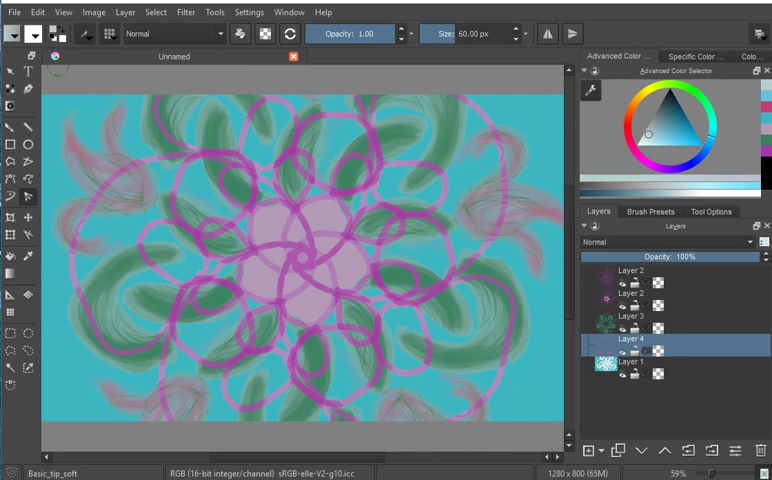 File Edit View Image Layer Select Filter Tools Settings Window Help
Normal Opacity: 1.00 Size: 60.00 px
Unnamed
Advanced Color ... Specific Color ... Colo...
Advanced Color Selector
T
Layers Brush Presets Tool Options
Layers
Normal
Opacity: 100%
Layer 2
Layer 2
Layer 3
Layer 4
Layer 1
Basic_tip_soft RGB (16-bit integer/channel) sRGB-elle-V2-g10.icc 1280 x 800 (65M) 59%